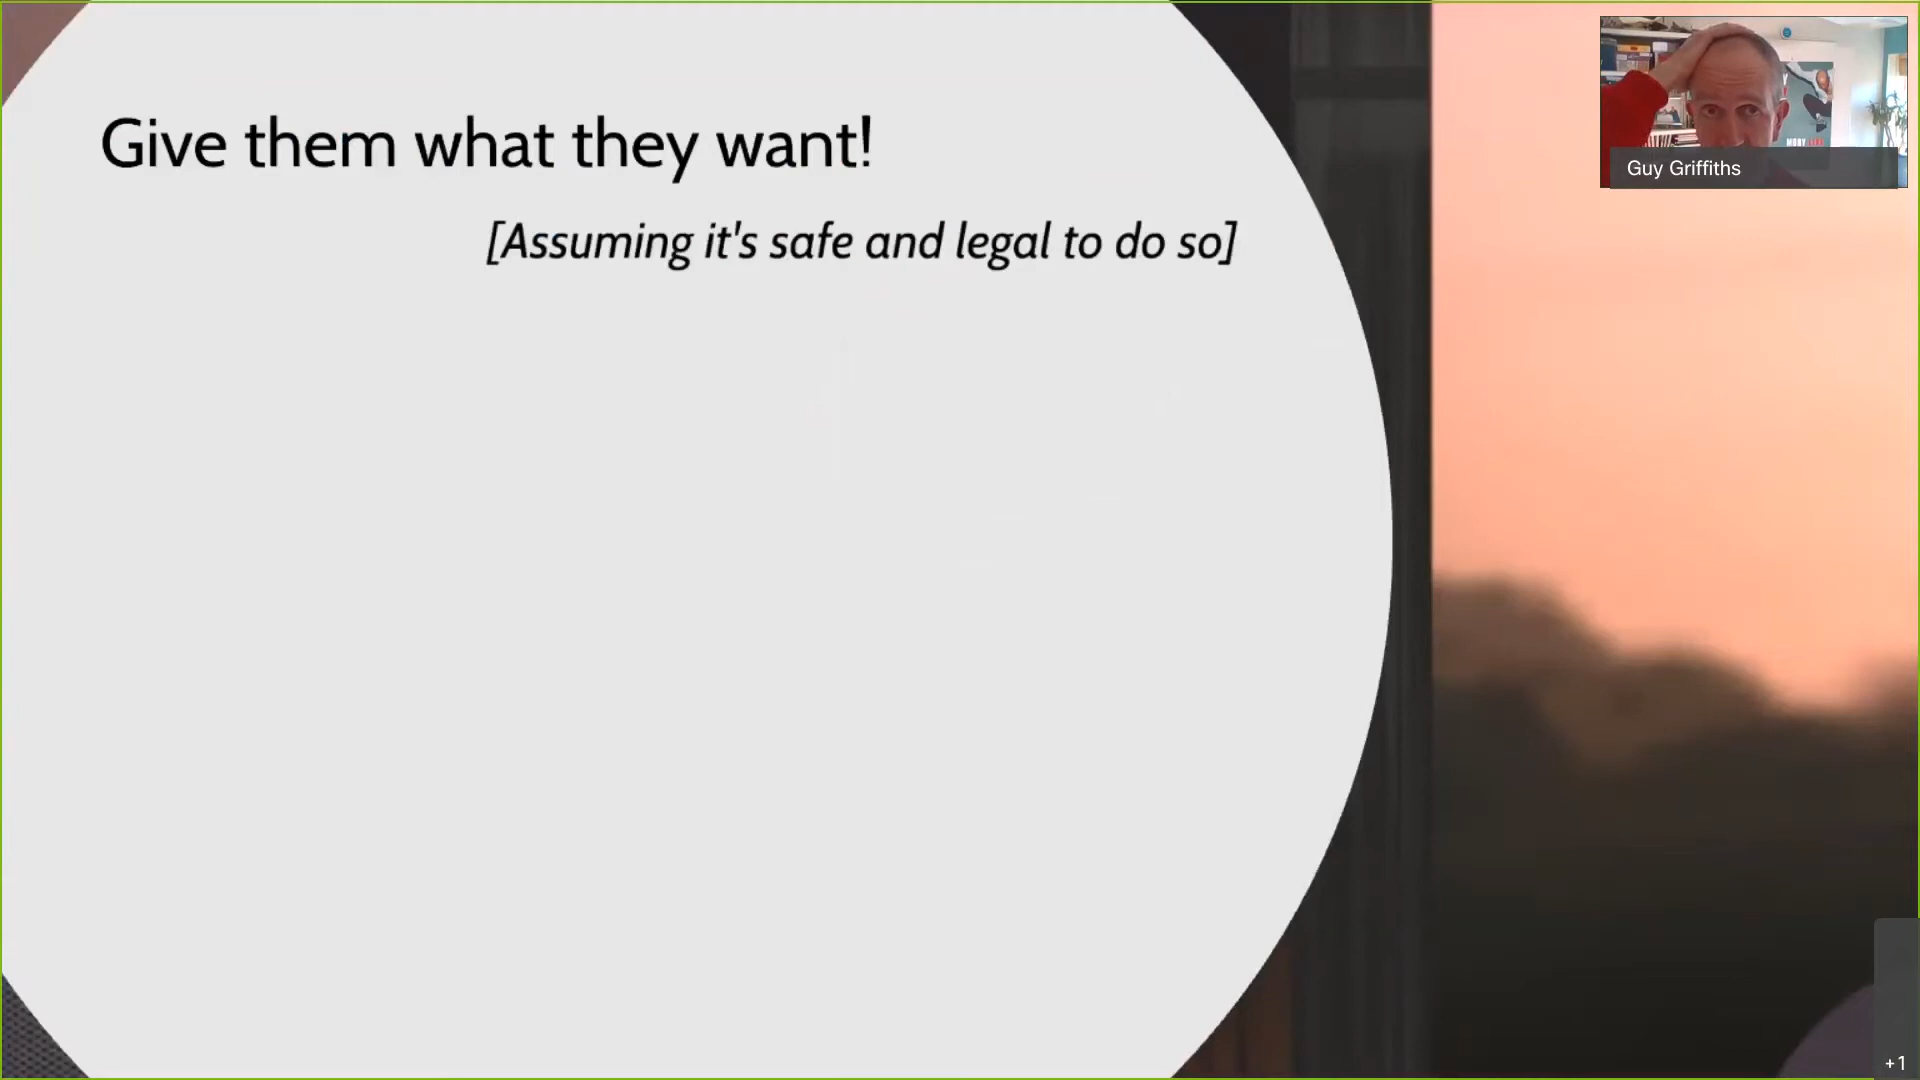 Give them what they want!
[Assuming it's safe and legal to do so]
Guy Griffiths
+1